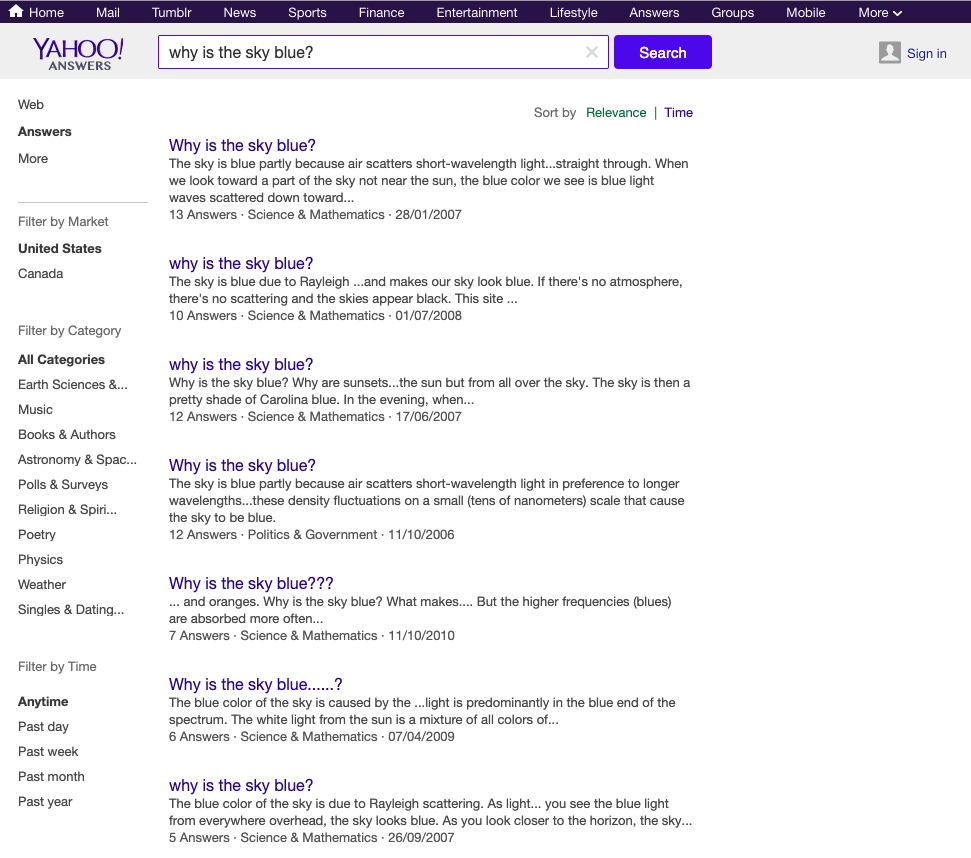 Home Mail Tumblr News Sports Finance Entertainment Lifestyle Answers Groups Mobile More
YAHOO!
ANSWERS
why is the sky blue?
Search
Sign in
Web
Answers
More
Filter by Market
United States
Canada
Filter by Category
All Categories
Earth Sciences &...
Music
Books & Authors
Astronomy & Spac...
Polls & Surveys
Religion & Spiri...
Poetry
Physics
Weather
Singles & Dating...
Filter by Time
Anytime
Past day
Past week
Past month
Past year
Sort by Relevance | Time
Why is the sky blue?
The sky is blue partly because air scatters short-wavelength light...straight through. When
we look toward a part of the sky not near the sun, the blue color we see is blue light
waves scattered down toward...
13 Answers · Science & Mathematics · 28/01/2007
why is the sky blue?
The sky is blue due to Rayleigh ...and makes our sky look blue. If there's no atmosphere,
there's no scattering and the skies appear black. This site ...
10 Answers · Science & Mathematics · 01/07/2008
why is the sky blue?
Why is the sky blue? Why are sunsets...the sun but from all over the sky. The sky is then a
pretty shade of Carolina blue. In the evening, when...
12 Answers · Science & Mathematics · 17/06/2007
Why is the sky blue?
The sky is blue partly because air scatters short-wavelength light in preference to longer
wavelengths...these density fluctuations on a small (tens of nanometers) scale that cause
the sky to be blue.
12 Answers · Politics & Government · 11/10/2006
Why is the sky blue???
... and oranges. Why is the sky blue? What makes.... But the higher frequencies (blues)
are absorbed more often...
7 Answers · Science & Mathematics · 11/10/2010
Why is the sky blue......?
The blue color of the sky is caused by the ...light is predominantly in the blue end of the
spectrum. The white light from the sun is a mixture of all colors of...
6 Answers · Science & Mathematics · 07/04/2009
why is the sky blue?
The blue color of the sky is due to Rayleigh scattering. As light... you see the blue light
from everywhere overhead, the sky looks blue. As you look closer to the horizon, the sky...
5 Answers · Science & Mathematics · 26/09/2007